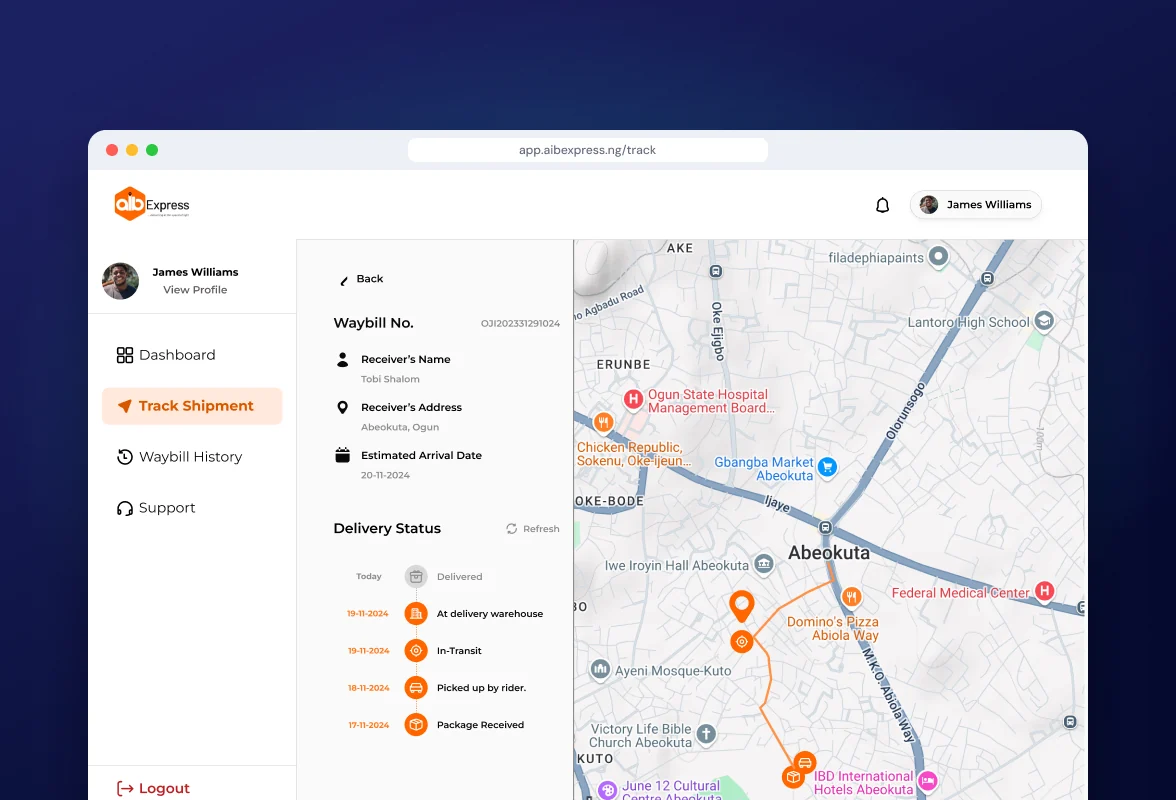 app.aibexpress.ng/track
aib Express
James Williams
James Williams
View Profile
Dashboard
Track Shipment
Waybill History
Support
Logout
Back
Waybill No. OJI202331291024
Receiver's Name
Tobi Shalom
Receiver's Address
Abeokuta, Ogun
Estimated Arrival Date
20-11-2024
Delivery Status Refresh
Today Delivered
19-11-2024 At delivery warehouse
19-11-2024 In-Transit
18-11-2024 Picked up by rider.
17-11-2024 Package Received
AKE
filadephiapaints
no Agbadu Road
Oke Ejigbo
Lantoro High School
ERUNBE
H
Ogun State Hospital
Management Board...
Olorunsogo
100m
Chicken Republic,
Sokenu, Oke-ijeun...
Gbangba Market
Abeokuta
OKE-BODE
Ijaye
Abeokuta
Iwe Iroyin Hall Abeokuta
Federal Medical Center
H
BO
Domino's Pizza
Abiola Way
Ayeni Mosque-Kuto
M.K.O. Abiola Way
Victory Life Bible
Church Abeokuta
KUTO
IBD International
Hotels Abeokuta
June 12 Cultural
Centre Abeokuta